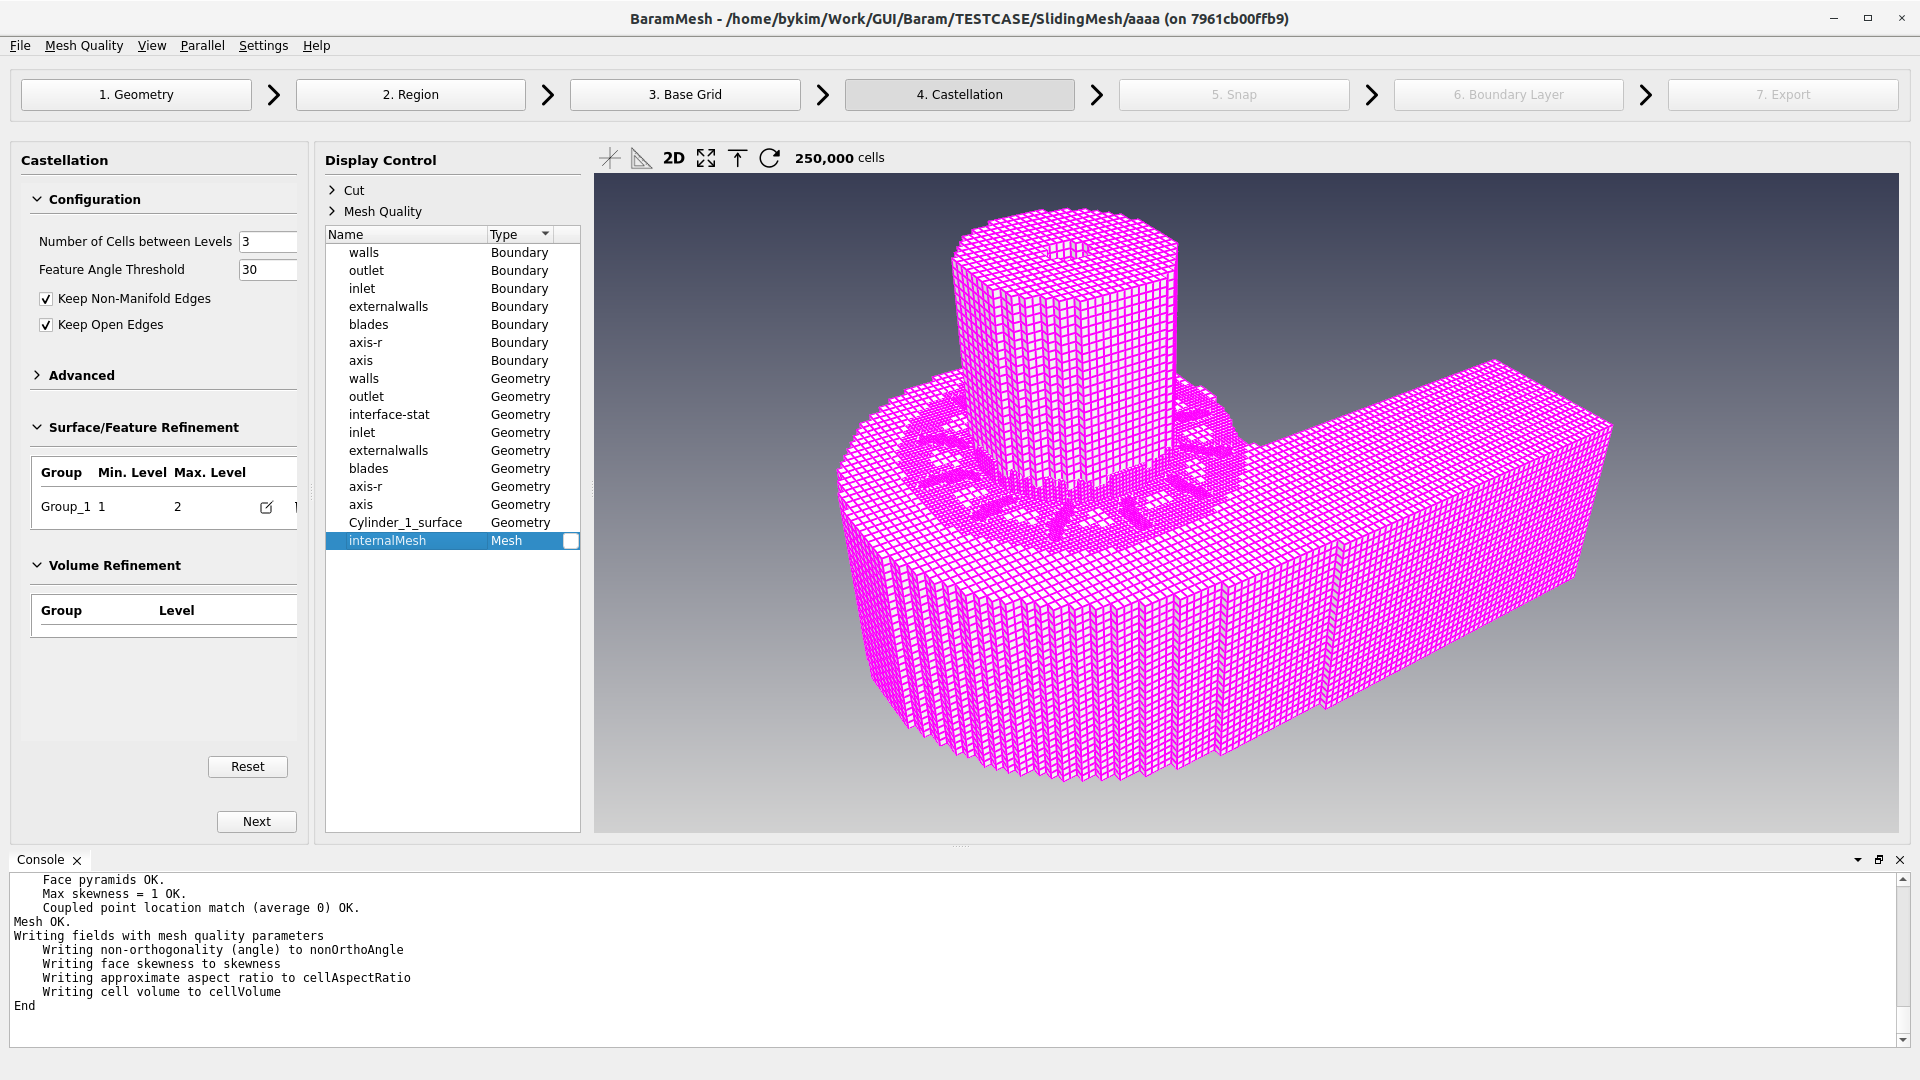 BaramMesh - /home/bykim/Work/GUI/Baram/TESTCASE/SlidingMesh/aaaa (on 7961cb00ffb9)
File Mesh Quality View Parallel Settings Help
1. Geometry 2. Region 3. Base Grid 4. Castellation 5. Snap 6. Boundary Layer 7. Export
Castellation
Configuration
Number of Cells between Levels 3
Feature Angle Threshold 30
Keep Non-Manifold Edges
Keep Open Edges
Advanced
Surface/Feature Refinement
Group Min. Level Max. Level
Group_1 1 2
Volume Refinement
Group Level
Reset
Next
Display Control
Cut
Mesh Quality
Name Type
walls Boundary
outlet Boundary
inlet Boundary
externalwalls Boundary
blades Boundary
axis-r Boundary
axis Boundary
walls Geometry
outlet Geometry
interface-stat Geometry
inlet Geometry
externalwalls Geometry
blades Geometry
axis-r Geometry
axis Geometry
Cylinder_1_surface Geometry
internalMesh Mesh
2D 250,000 cells
Console
Face pyramids OK.
Max skewness = 1 OK.
Coupled point location match (average 0) OK.
Mesh OK.
Writing fields with mesh quality parameters
Writing non-orthogonality (angle) to nonOrthoAngle
Writing face skewness to skewness
Writing approximate aspect ratio to cellAspectRatio
Writing cell volume to cellVolume
End